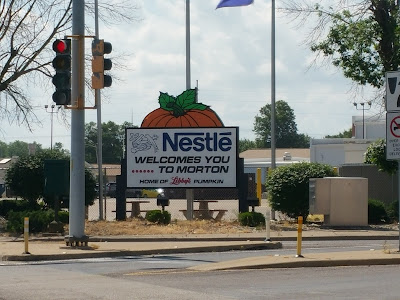 Nestle
WELCOMES YOU
TO MORTON
HOME OF Libby's PUMPKIN